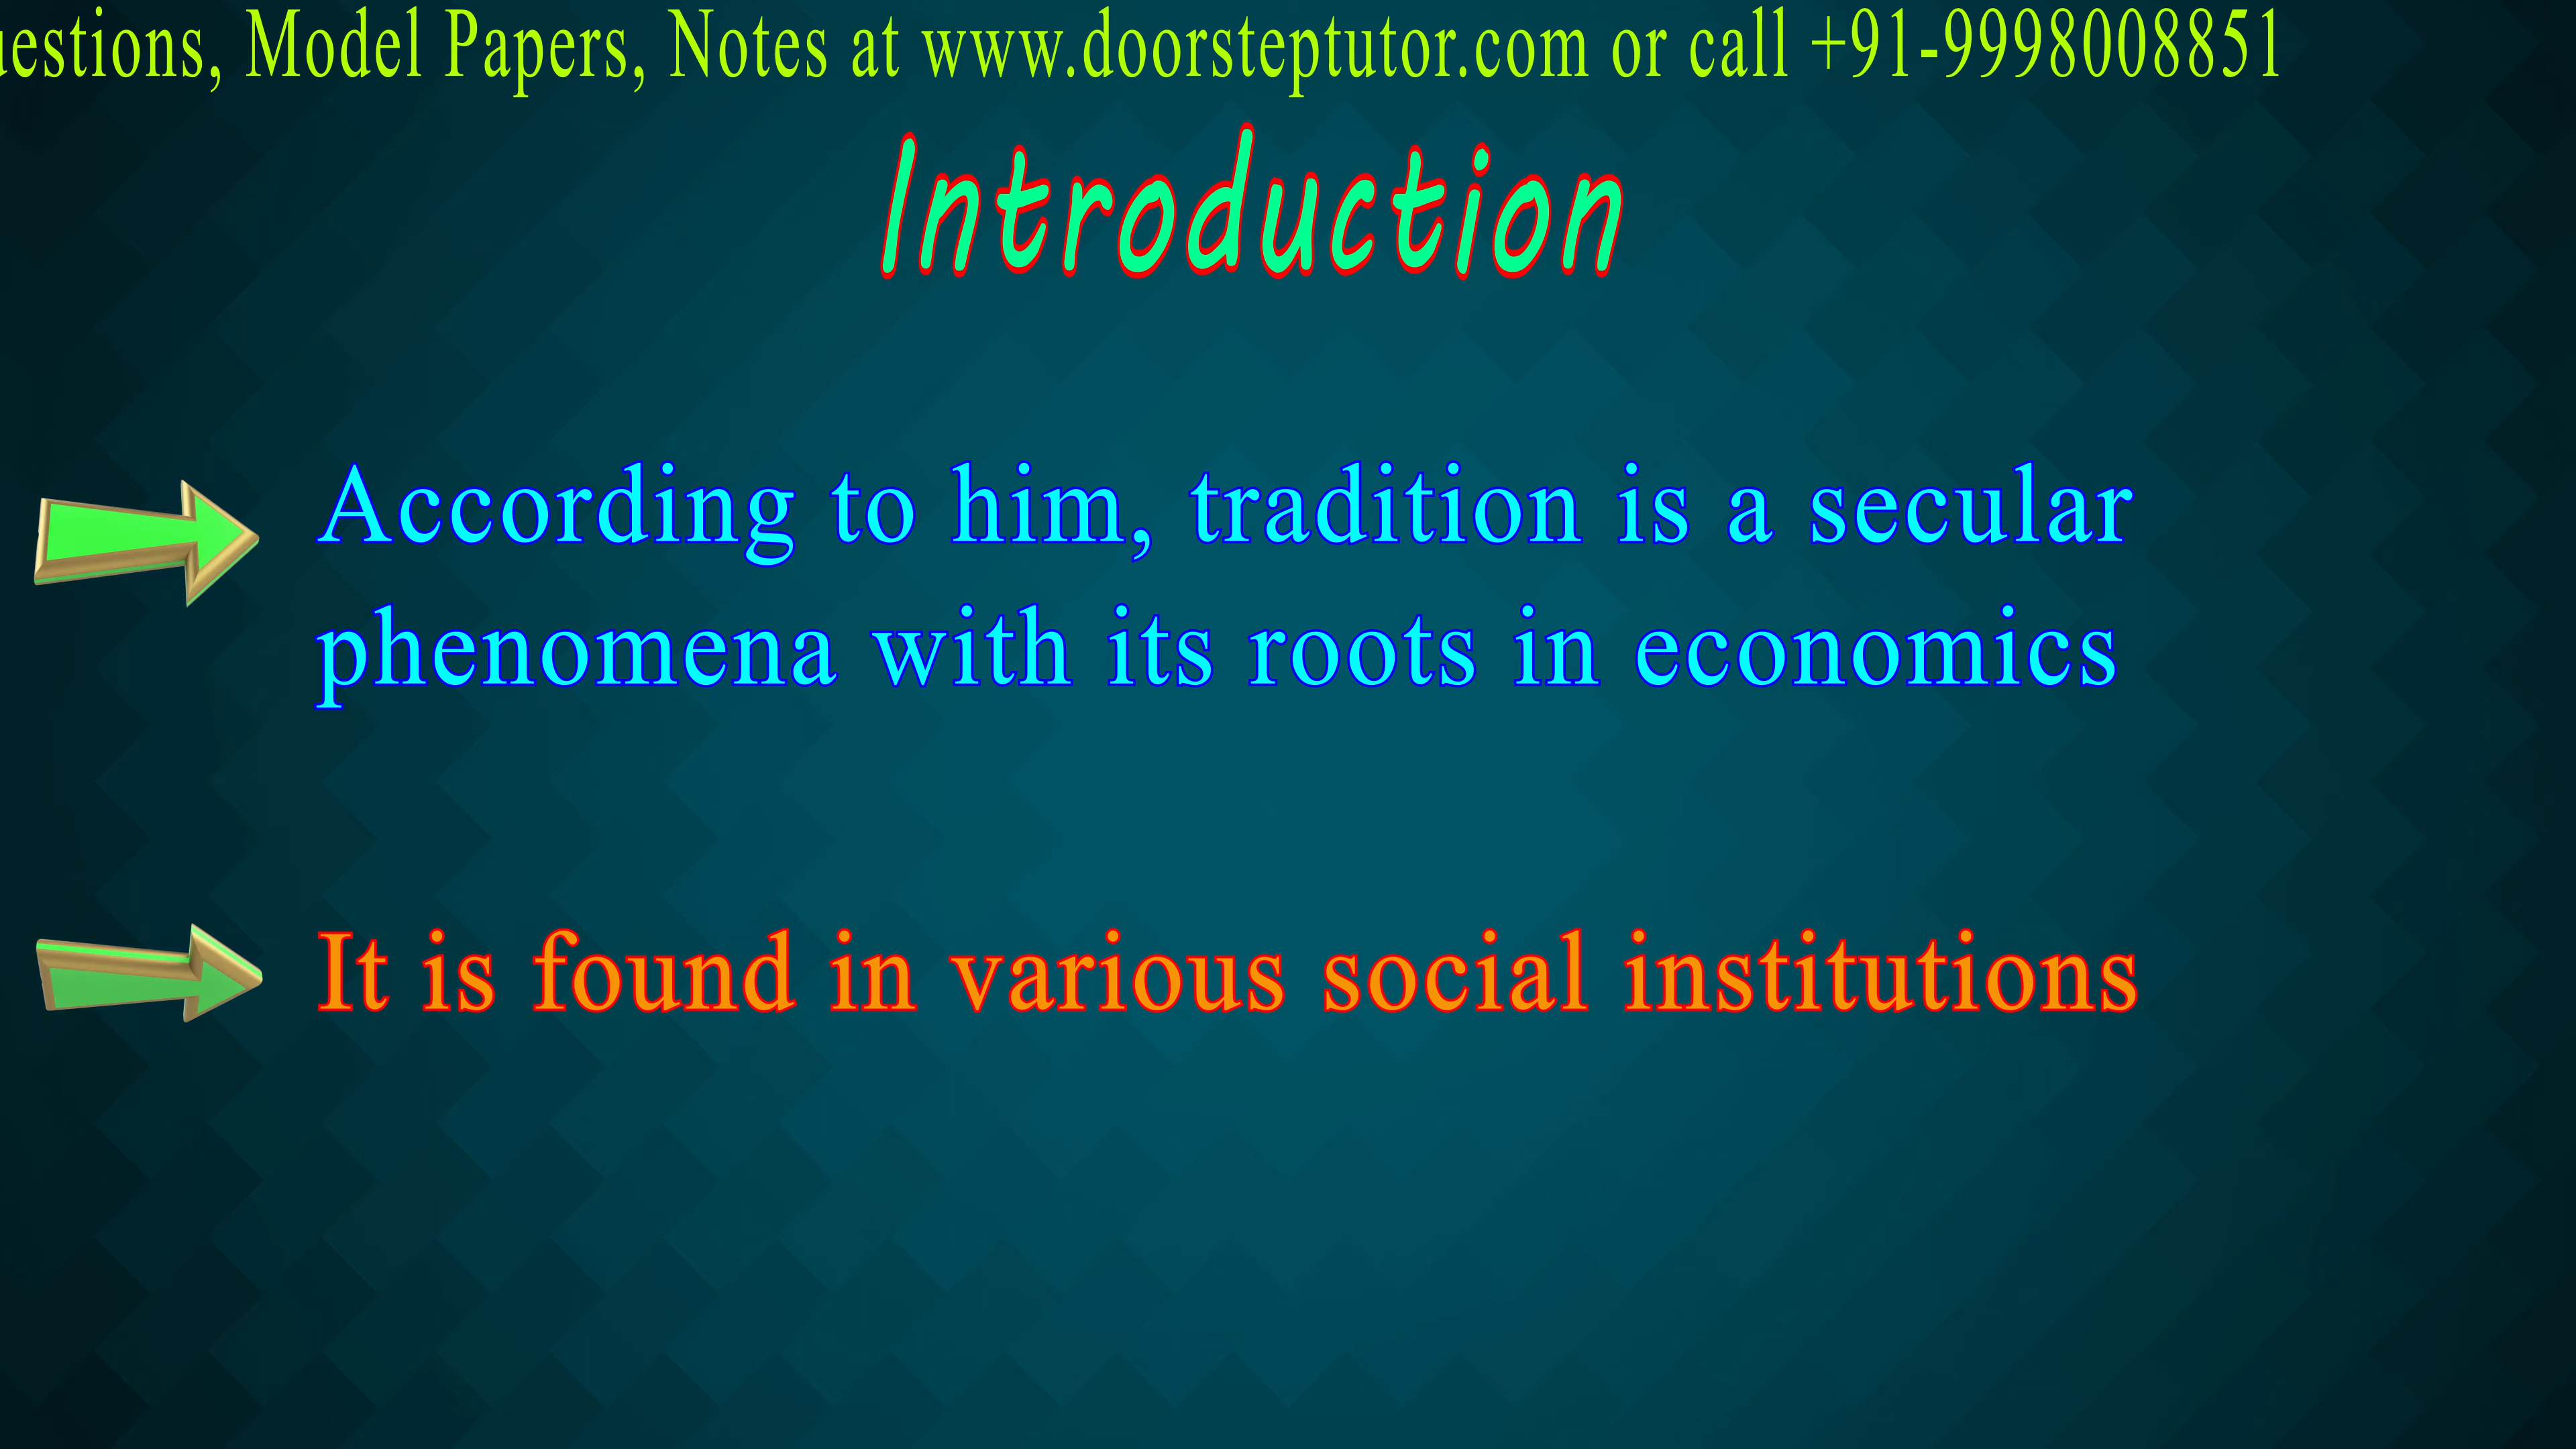 uestions, Model Papers, Notes at www.doorsteptutor.com or call +91-9998008851
Introduction
According to him, tradition is a secular
phenomena with its roots in economics
It is found in various social institutions